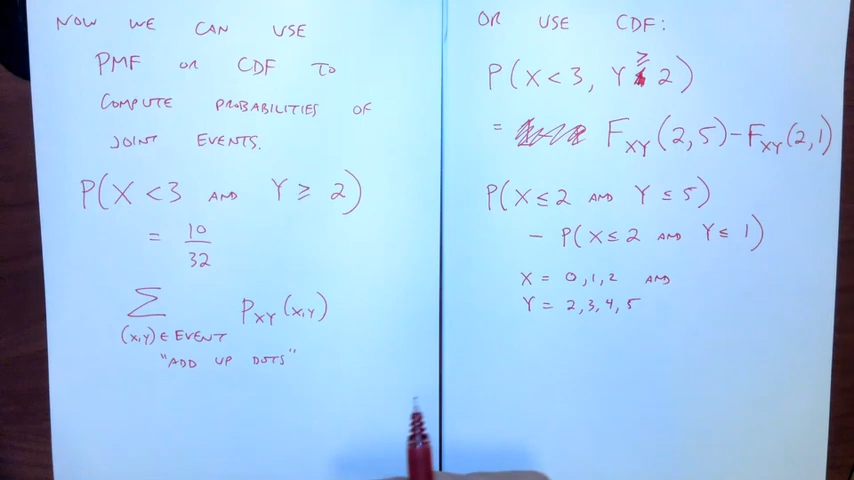 NOW WE CAN USE
PMF OR CDF TO
COMPUTE PROBABILITIES OF
JOINT EVENTS.
P(X < 3 AND Y ≥ 2)
= 10/32
∑ P_XY(x,y)
(x,y) ∈ EVENT
"ADD UP DOTS"
OR USE CDF:
P(X < 3, Y ≥ 2)
= F_XY(2,5) - F_XY(2,1)
P(X ≤ 2 AND Y ≤ 5)
- P(X ≤ 2 AND Y ≤ 1)
X = 0,1,2 AND
Y = 2,3,4,5